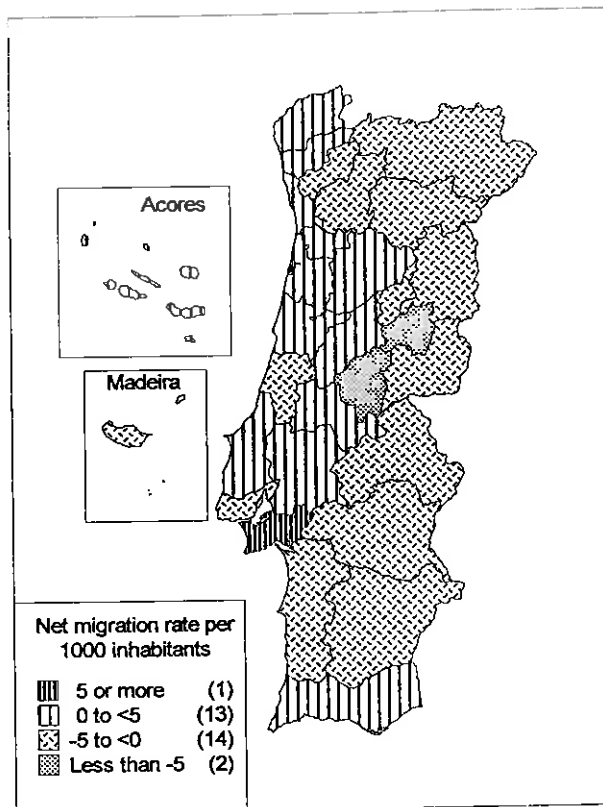 Acores
Madeira
Net migration rate per
1000 inhabitants
5 or more (1)
0 to <5 (13)
-5 to <0 (14)
Less than -5 (2)